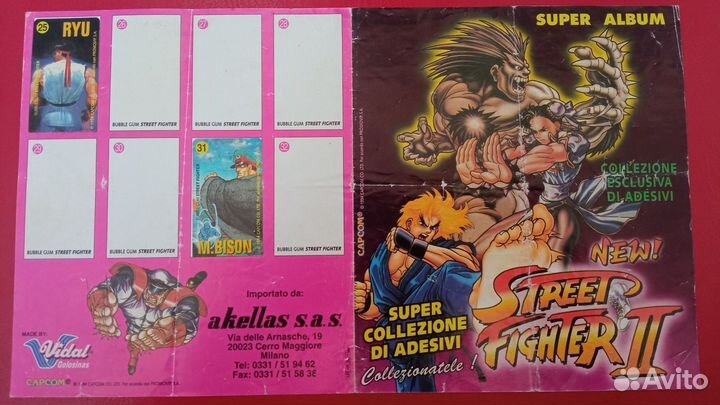 25
RYU
26
27
28
BUBBLE GUM STREET FIGHTER
BUBBLE GUM STREET FIGHTER
BUBBLE GUM STREET FIGHTER
29
30
31
32
M.BISON
BUBBLE GUM STREET FIGHTER
BUBBLE GUM STREET FIGHTER
BUBBLE GUM STREET FIGHTER
Importato da:
akellas s.a.s.
Via delle Arnasche, 19
20023 Cerro Maggiore
Milano
Tel: 0331 / 51 94 62
Fax: 0331 / 51 58 38
MADE BY:
Vidal
Golosinas
CAPCOM®
SUPER ALBUM
COLLEZIONE
ESCLUSIVA
DI ADESIVI
CAPCOM®
NEW!
STREET
FIGHTER II
SUPER
COLLEZIONE
DI ADESIVI
Collezionatele !
Avito